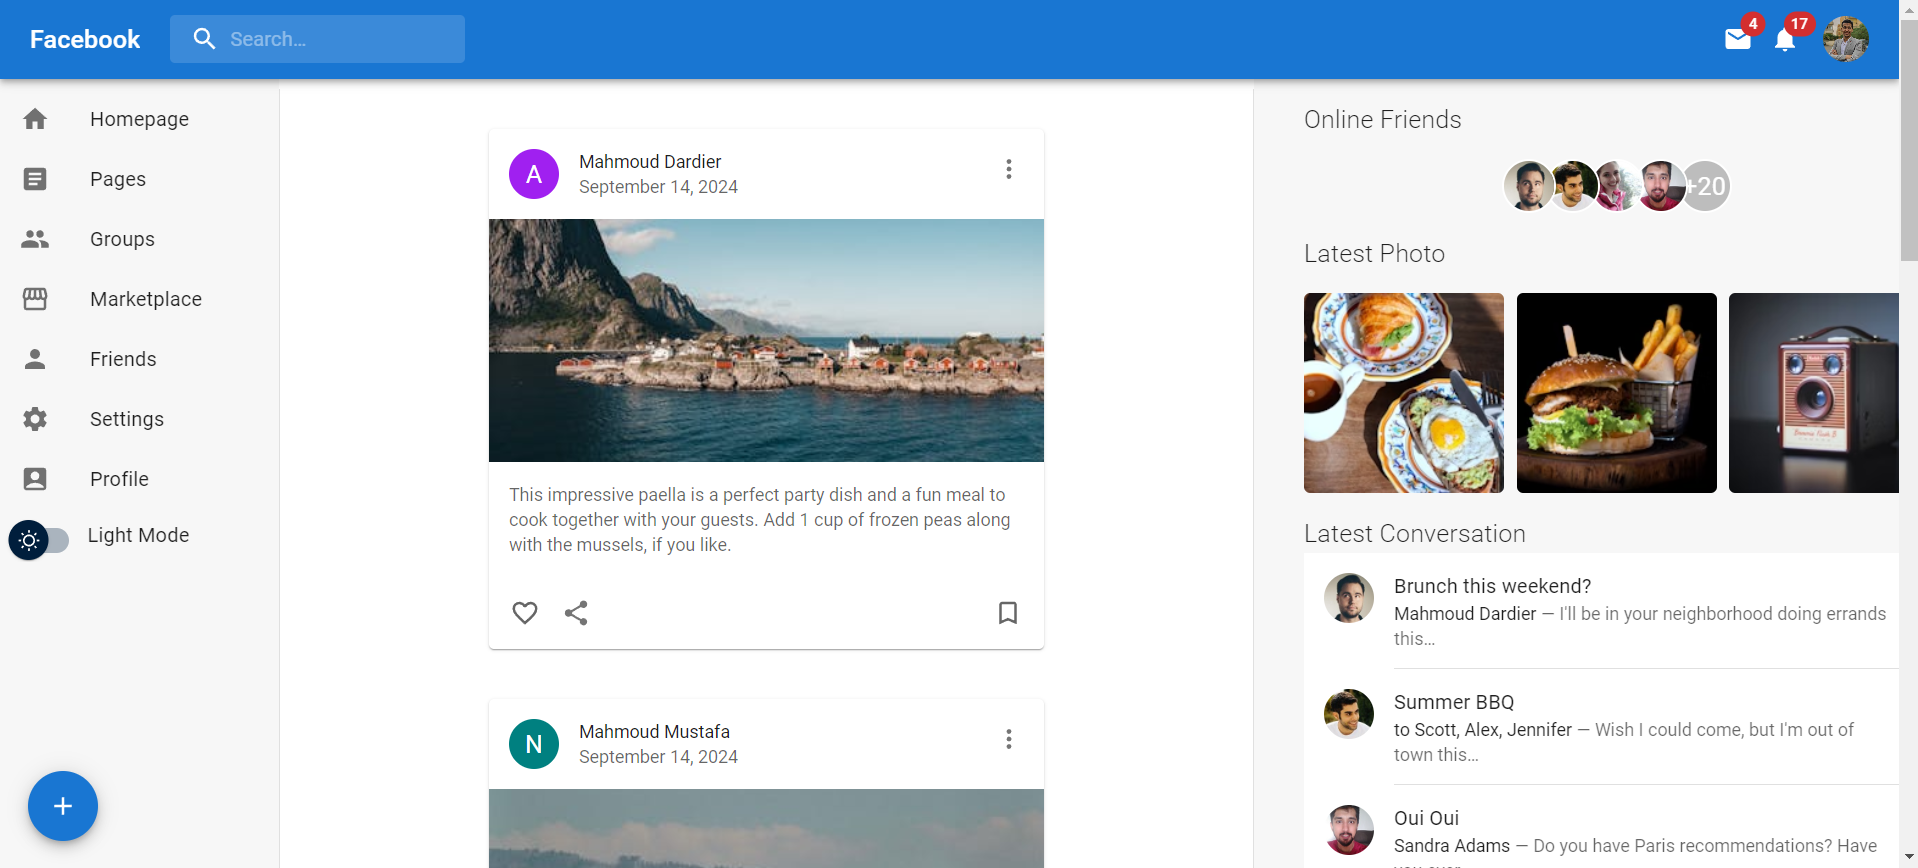 Facebook
Search...
4
17
Homepage
Pages
Groups
Marketplace
Friends
Settings
Profile
Light Mode
A
Mahmoud Dardier
September 14, 2024
This impressive paella is a perfect party dish and a fun meal to
cook together with your guests. Add 1 cup of frozen peas along
with the mussels, if you like.
N
Mahmoud Mustafa
September 14, 2024
Online Friends
+20
Latest Photo
Latest Conversation
Brunch this weekend?
Mahmoud Dardier — I'll be in your neighborhood doing errands
this…
Summer BBQ
to Scott, Alex, Jennifer — Wish I could come, but I'm out of
town this…
Oui Oui
Sandra Adams — Do you have Paris recommendations? Have